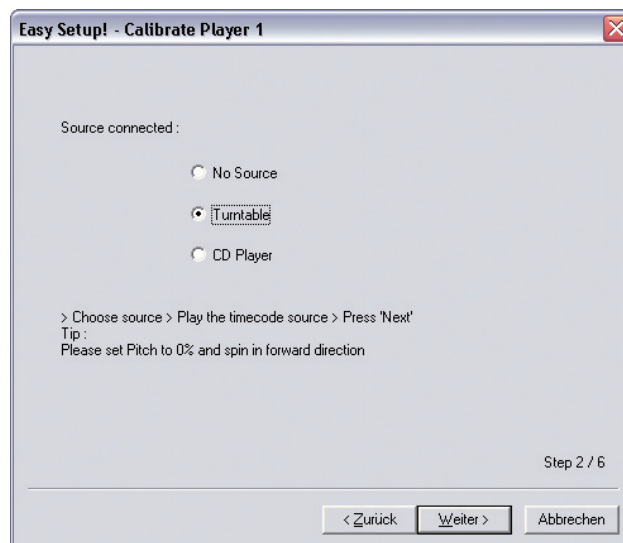 Easy Setup! - Calibrate Player 1
Source connected :
No Source
Turntable
CD Player
> Choose source > Play the timecode source > Press 'Next'
Tip :
Please set Pitch to 0% and spin in forward direction
Step 2 / 6
< Zurück Weiter > Abbrechen